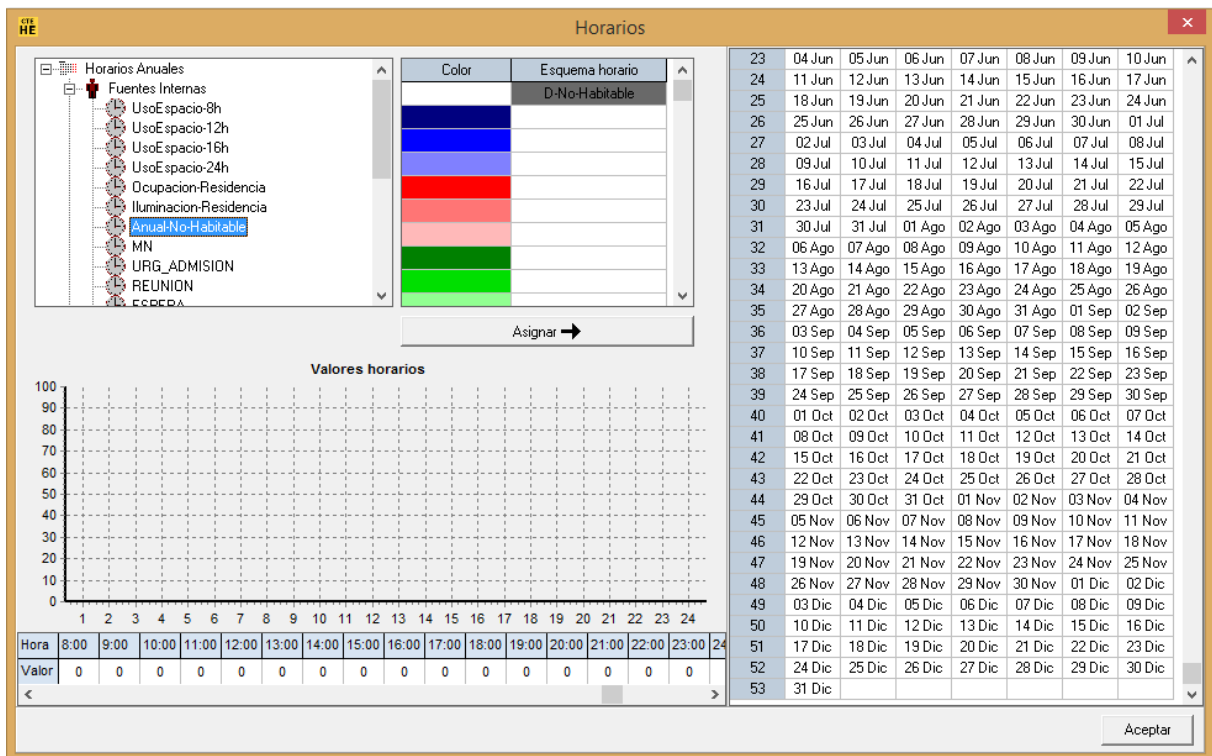 CTE
HE
Horarios
Horarios Anuales
Fuentes Internas
UsoEspacio-8h
UsoEspacio-12h
UsoEspacio-16h
UsoEspacio-24h
Ocupacion-Residencia
Iluminacion-Residencia
Anual-No-Habitable
MN
URG_ADMISION
REUNION
ESPERA
Color Esquema horario
D-No-Habitable
Asignar
Valores horarios
100
90
80
70
60
50
40
30
20
10
0
1 2 3 4 5 6 7 8 9 10 11 12 13 14 15 16 17 18 19 20 21 22 23 24
Hora 8:00 9:00 10:00 11:00 12:00 13:00 14:00 15:00 16:00 17:00 18:00 19:00 20:00 21:00 22:00 23:00 24
Valor 0 0 0 0 0 0 0 0 0 0 0 0 0 0 0 0
23 04 Jun 05 Jun 06 Jun 07 Jun 08 Jun 09 Jun 10 Jun
24 11 Jun 12 Jun 13 Jun 14 Jun 15 Jun 16 Jun 17 Jun
25 18 Jun 19 Jun 20 Jun 21 Jun 22 Jun 23 Jun 24 Jun
26 25 Jun 26 Jun 27 Jun 28 Jun 29 Jun 30 Jun 01 Jul
27 02 Jul 03 Jul 04 Jul 05 Jul 06 Jul 07 Jul 08 Jul
28 09 Jul 10 Jul 11 Jul 12 Jul 13 Jul 14 Jul 15 Jul
29 16 Jul 17 Jul 18 Jul 19 Jul 20 Jul 21 Jul 22 Jul
30 23 Jul 24 Jul 25 Jul 26 Jul 27 Jul 28 Jul 29 Jul
31 30 Jul 31 Jul 01 Ago 02 Ago 03 Ago 04 Ago 05 Ago
32 06 Ago 07 Ago 08 Ago 09 Ago 10 Ago 11 Ago 12 Ago
33 13 Ago 14 Ago 15 Ago 16 Ago 17 Ago 18 Ago 19 Ago
34 20 Ago 21 Ago 22 Ago 23 Ago 24 Ago 25 Ago 26 Ago
35 27 Ago 28 Ago 29 Ago 30 Ago 31 Ago 01 Sep 02 Sep
36 03 Sep 04 Sep 05 Sep 06 Sep 07 Sep 08 Sep 09 Sep
37 10 Sep 11 Sep 12 Sep 13 Sep 14 Sep 15 Sep 16 Sep
38 17 Sep 18 Sep 19 Sep 20 Sep 21 Sep 22 Sep 23 Sep
39 24 Sep 25 Sep 26 Sep 27 Sep 28 Sep 29 Sep 30 Sep
40 01 Oct 02 Oct 03 Oct 04 Oct 05 Oct 06 Oct 07 Oct
41 08 Oct 09 Oct 10 Oct 11 Oct 12 Oct 13 Oct 14 Oct
42 15 Oct 16 Oct 17 Oct 18 Oct 19 Oct 20 Oct 21 Oct
43 22 Oct 23 Oct 24 Oct 25 Oct 26 Oct 27 Oct 28 Oct
44 29 Oct 30 Oct 31 Oct 01 Nov 02 Nov 03 Nov 04 Nov
45 05 Nov 06 Nov 07 Nov 08 Nov 09 Nov 10 Nov 11 Nov
46 12 Nov 13 Nov 14 Nov 15 Nov 16 Nov 17 Nov 18 Nov
47 19 Nov 20 Nov 21 Nov 22 Nov 23 Nov 24 Nov 25 Nov
48 26 Nov 27 Nov 28 Nov 29 Nov 30 Nov 01 Dic 02 Dic
49 03 Dic 04 Dic 05 Dic 06 Dic 07 Dic 08 Dic 09 Dic
50 10 Dic 11 Dic 12 Dic 13 Dic 14 Dic 15 Dic 16 Dic
51 17 Dic 18 Dic 19 Dic 20 Dic 21 Dic 22 Dic 23 Dic
52 24 Dic 25 Dic 26 Dic 27 Dic 28 Dic 29 Dic 30 Dic
53 31 Dic
Aceptar